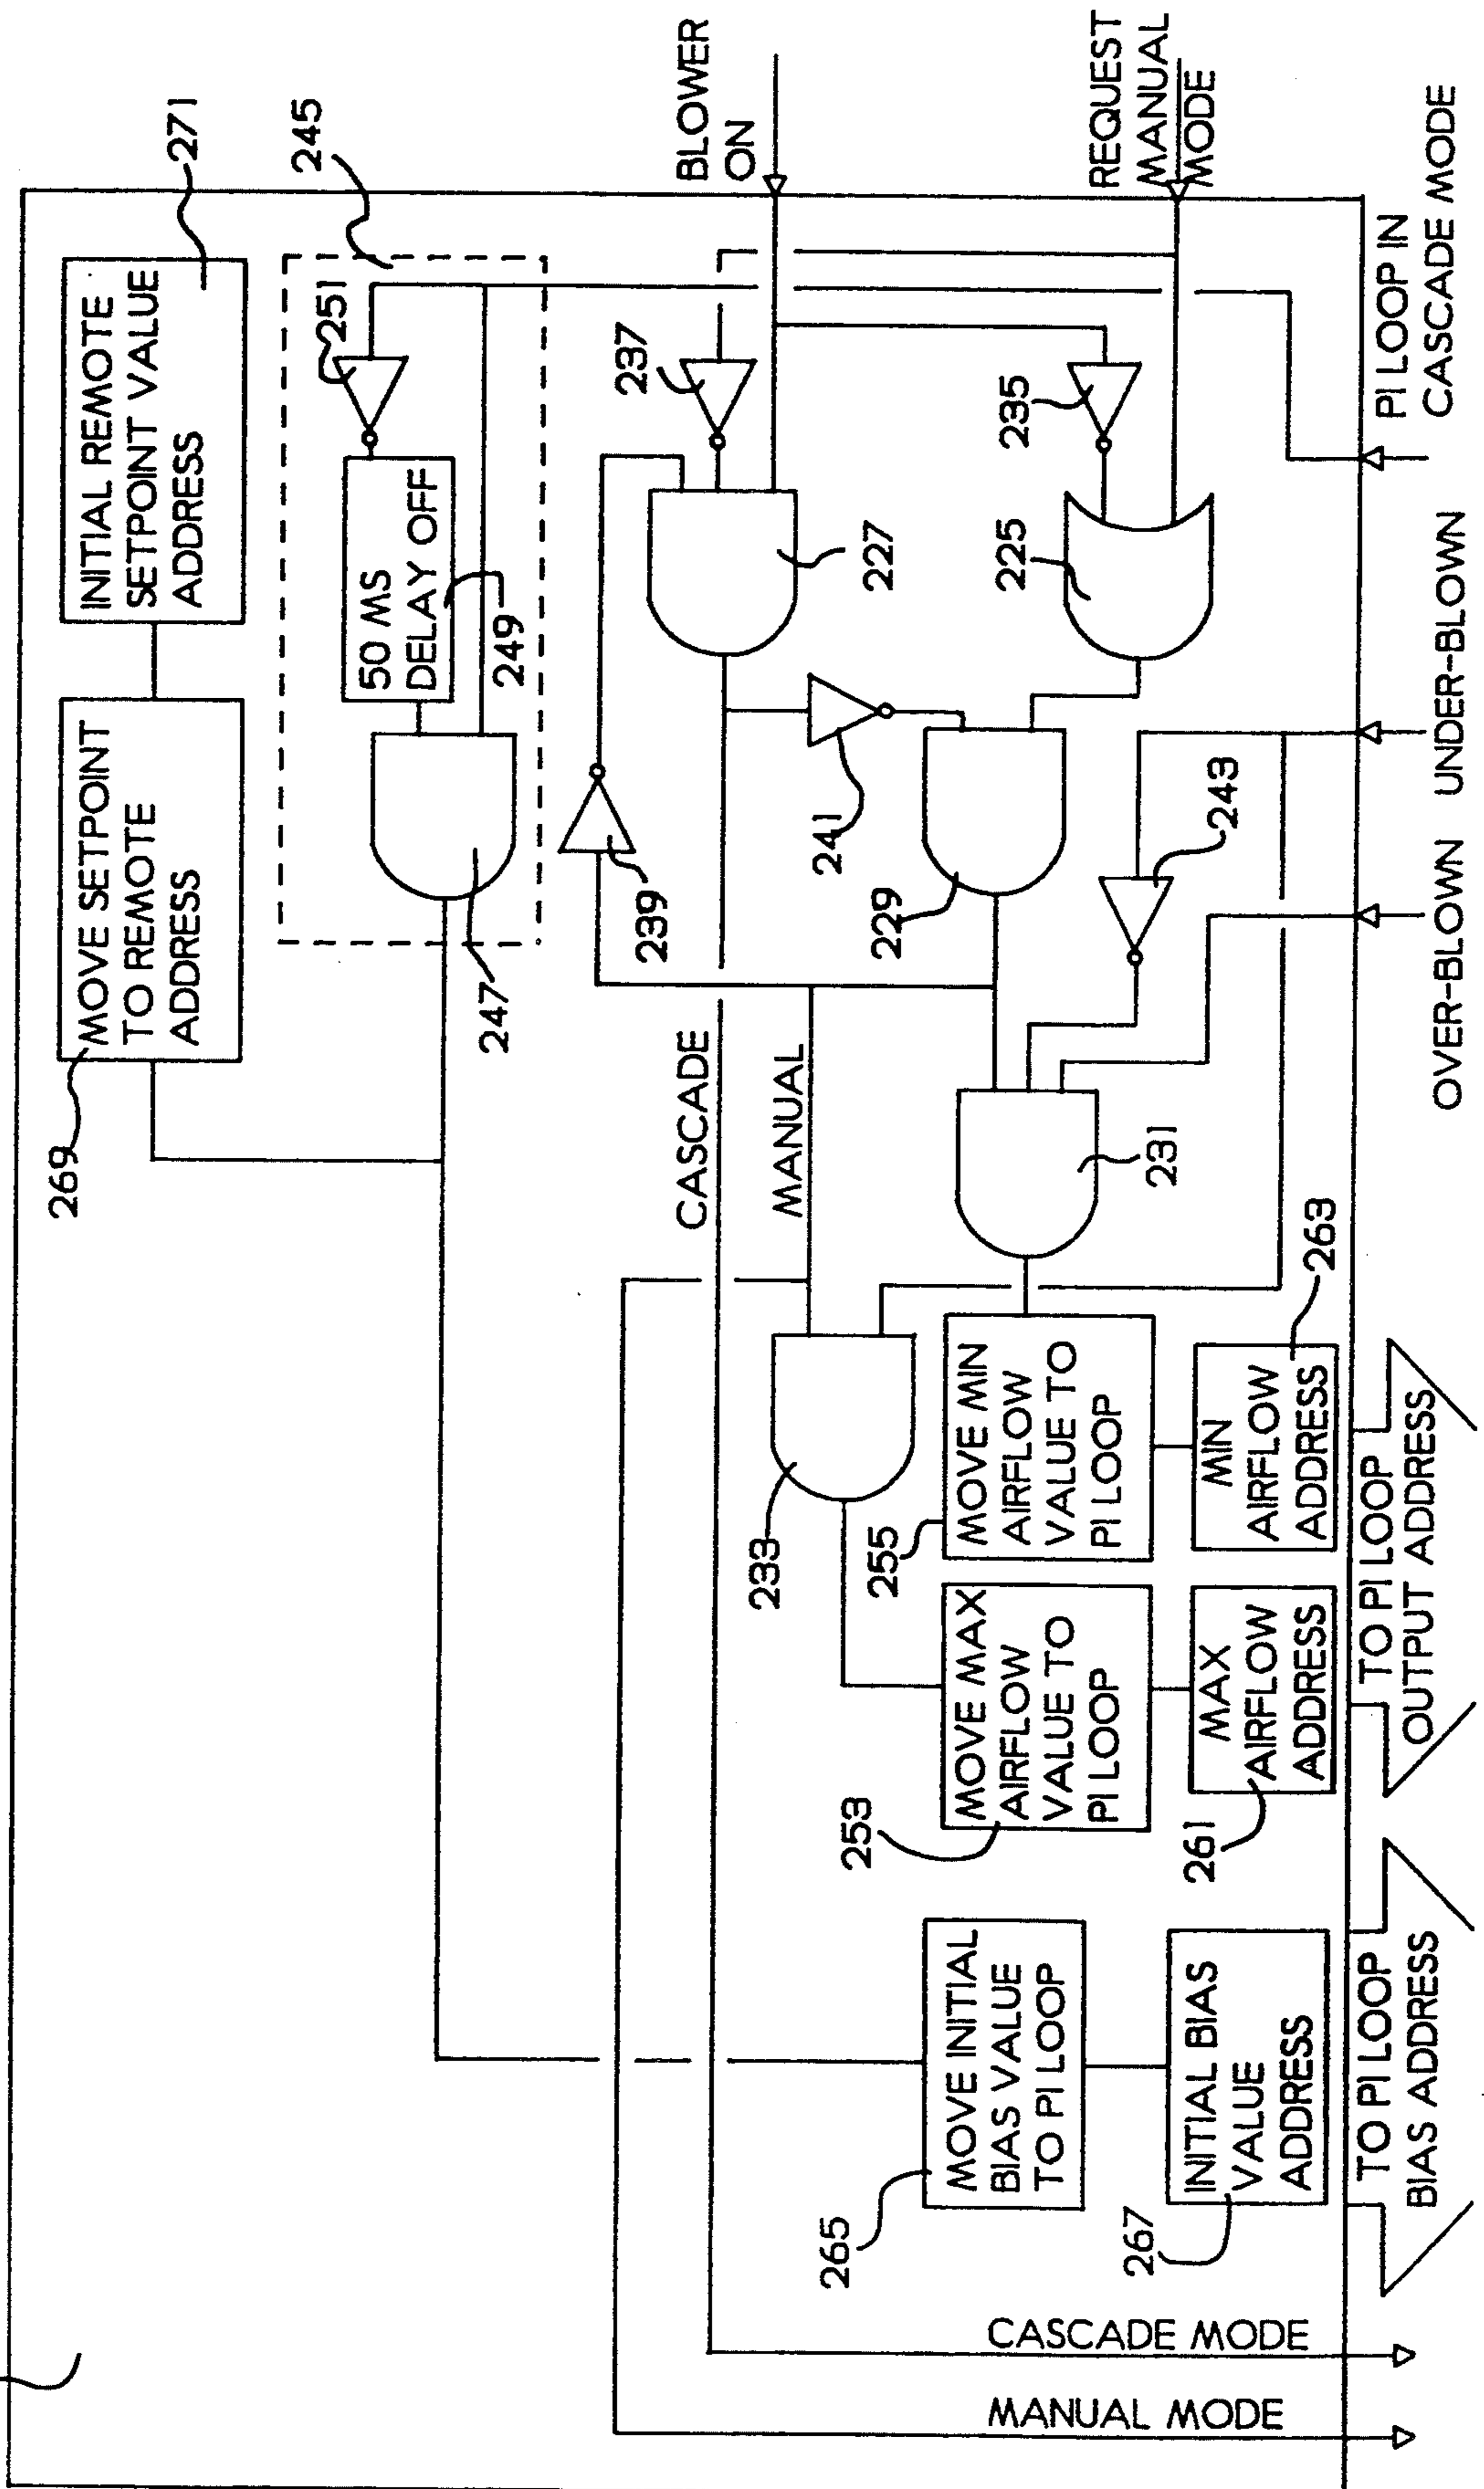 INITIAL REMOTE
SETPOINT VALUE
ADDRESS
271
MOVE SETPOINT
TO REMOTE
ADDRESS
269
245
251
50 MS
DELAY OFF
249
247
BLOWER
ON
REQUEST
MANUAL
MODE
237
235
239
227
225
241
229
243
CASCADE
MANUAL
231
233
PI LOOP IN
CASCADE MODE
UNDER-BLOWN
OVER-BLOWN
MOVE MIN
AIRFLOW
VALUE TO
PI LOOP
255
MIN
AIRFLOW
ADDRESS
263
MOVE MAX
AIRFLOW
VALUE TO
PI LOOP
253
MAX
AIRFLOW
ADDRESS
261
TO PI LOOP
OUTPUT ADDRESS
MOVE INITIAL
BIAS VALUE
TO PI LOOP
265
INITIAL BIAS
VALUE
ADDRESS
267
TO PI LOOP
BIAS ADDRESS
CASCADE MODE
MANUAL MODE